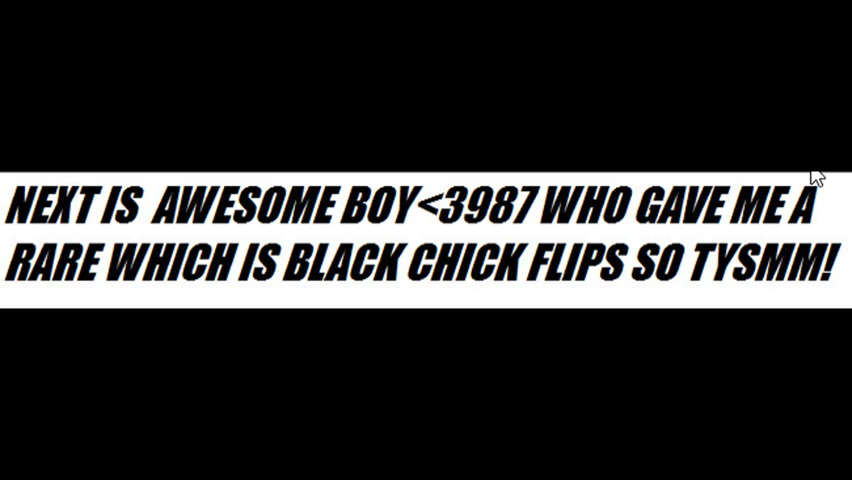 NEXT IS AWESOME BOY<3987 WHO GAVE ME A
RARE WHICH IS BLACK CHICK FLIPS SO TYSMM!